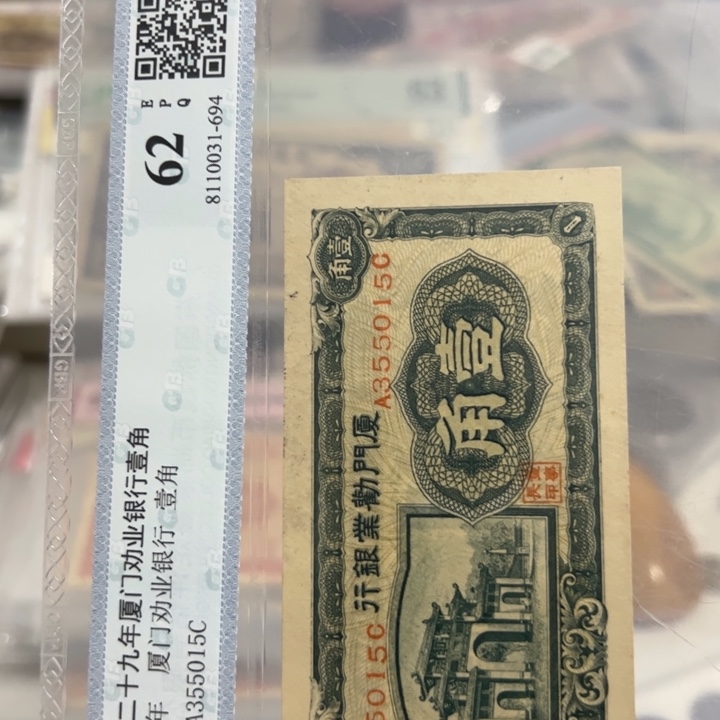 二十九年厦门劝业银行壹角
年 厦门劝业银行 壹角
A355015C
62
E
P
Q
8110031-694
壹角
A355015C
壹
角
行銀業勸門厦
5015C